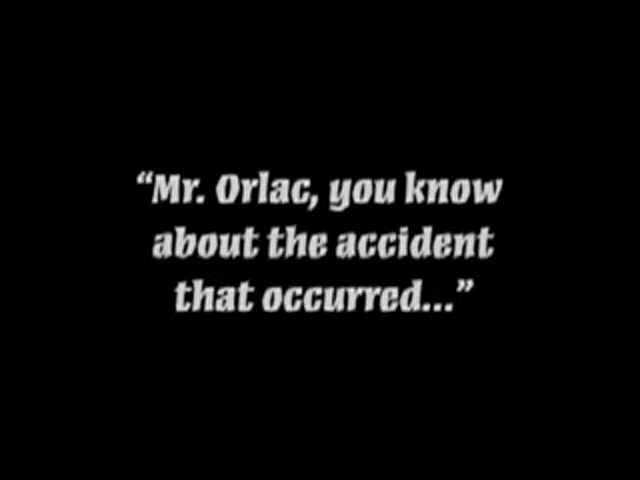 “Mr. Orlac, you know
about the accident
that occurred...”